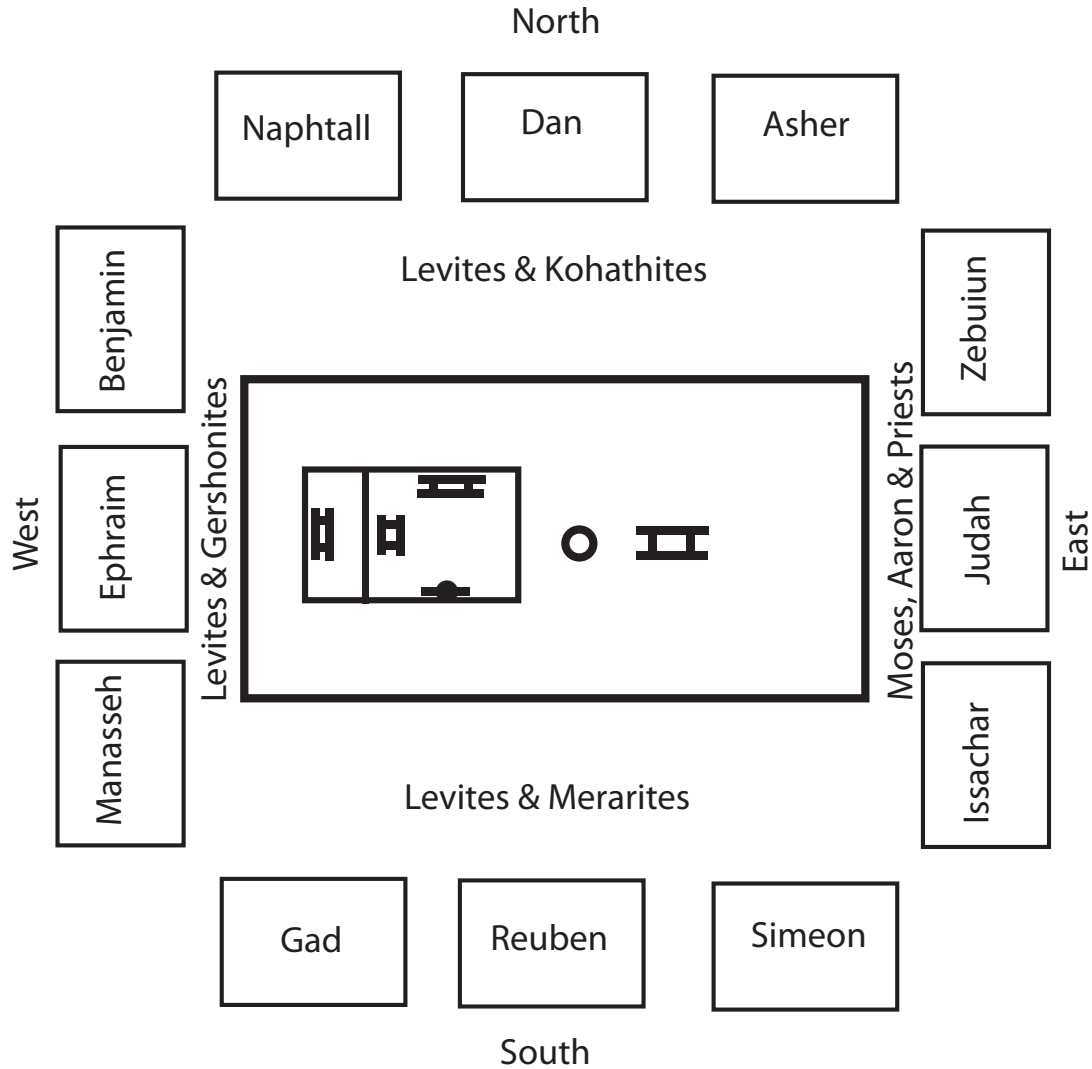 North
Naphtall
Dan
Asher
Levites & Kohathites
Benjamin
Zebuiun
West
Ephraim
Levites & Gershonites
Moses, Aaron & Priests
Judah
East
Manasseh
Issachar
Levites & Merarites
Gad
Reuben
Simeon
South